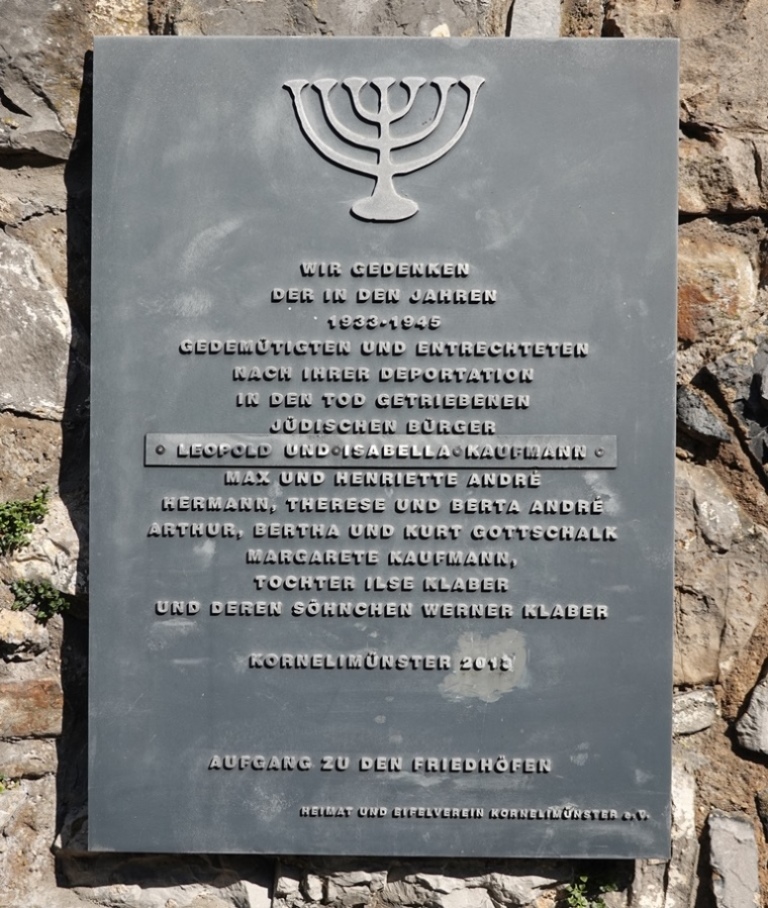 WIR GEDENKEN
DER IN DEN JAHREN
1933-1945
GEDEMÜTIGTEN UND ENTRECHTETEN
NACH IHRER DEPORTATION
IN DEN TOD GETRIEBENEN
JÜDISCHEN BÜRGER
LEOPOLD UND·ISABELLA·KAUFMANN
MAX UND HENRIETTE ANDRÉ
HERMANN, THERESE UND BERTA ANDRÉ
ARTHUR, BERTHA UND KURT GOTTSCHALK
MARGARETE KAUFMANN,
TOCHTER ILSE KLABER
UND DEREN SÖHNCHEN WERNER KLABER
KORNELIMÜNSTER
AUFGANG ZU DEN FRIEDHÖFEN
HEIMAT UND EIFELVEREIN KORNELIMÜNSTER e.V.